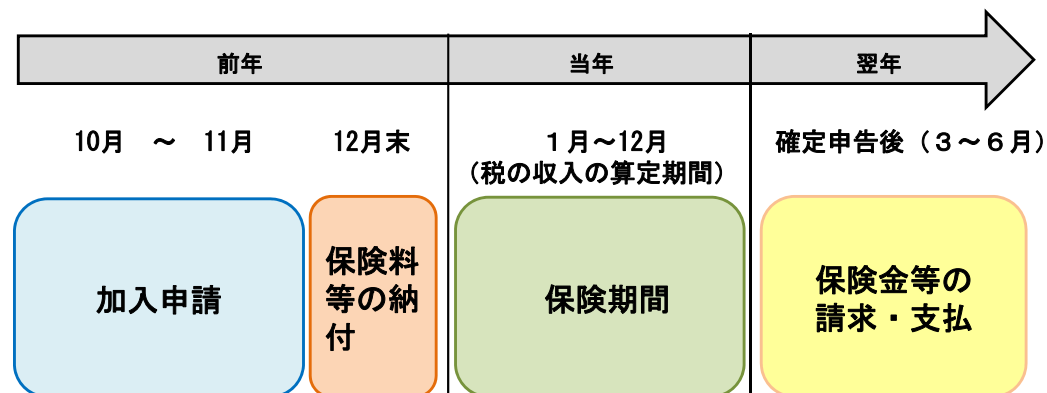 前年
当年
翌年
10月　～　11月
12月末
１月～12月
（税の収入の算定期間）
確定申告後（３～６月）
加入申請
保険料
等の納
付
保険期間
保険金等の
請求・支払